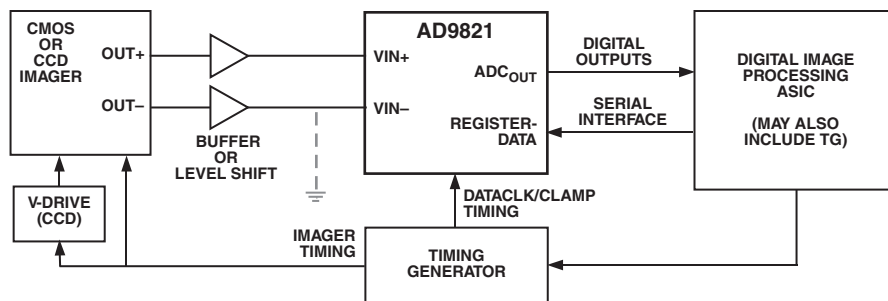 CMOS
OR
CCD
IMAGER
OUT+
OUT–
BUFFER
OR
LEVEL SHIFT
AD9821
VIN+
VIN–
ADCOUT
REGISTER-
DATA
DIGITAL
OUTPUTS
SERIAL
INTERFACE
DIGITAL IMAGE
PROCESSING
ASIC
(MAY ALSO
INCLUDE TG)
V-DRIVE
(CCD)
IMAGER
TIMING
DATACLK/CLAMP
TIMING
TIMING
GENERATOR